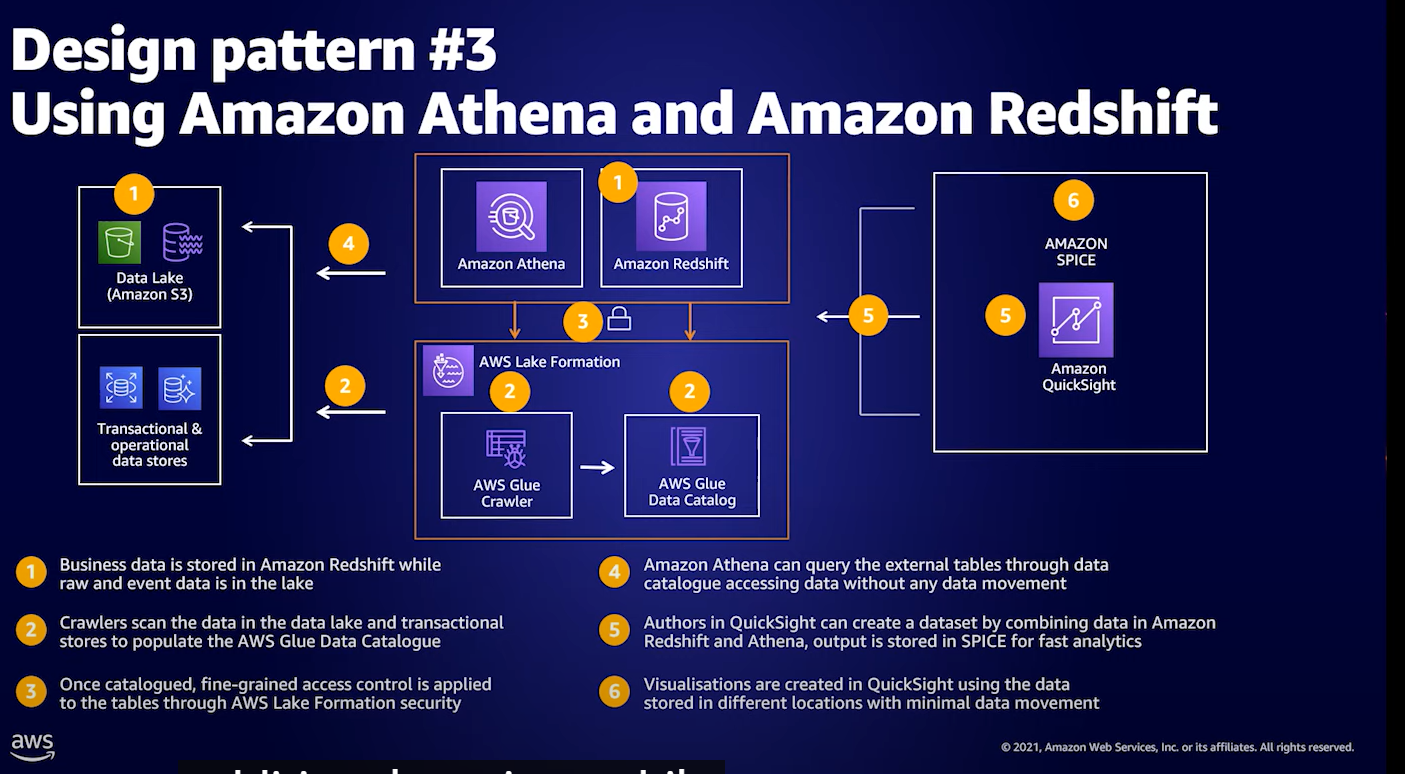 Design pattern #3
Using Amazon Athena and Amazon Redshift
1
Data Lake
(Amazon S3)
Transactional &
operational
data stores
4
2
Amazon Athena
1
Amazon Redshift
3
AWS Lake Formation
2
AWS Glue
Crawler
2
AWS Glue
Data Catalog
5
6
AMAZON
SPICE
5
Amazon
QuickSight
1 Business data is stored in Amazon Redshift while
raw and event data is in the lake
2 Crawlers scan the data in the data lake and transactional
stores to populate the AWS Glue Data Catalogue
3 Once catalogued, fine-grained access control is applied
to the tables through AWS Lake Formation security
4 Amazon Athena can query the external tables through data
catalogue accessing data without any data movement
5 Authors in QuickSight can create a dataset by combining data in Amazon
Redshift and Athena, output is stored in SPICE for fast analytics
6 Visualisations are created in QuickSight using the data
stored in different locations with minimal data movement
aws
© 2021, Amazon Web Services, Inc. or its affiliates. All rights reserved.